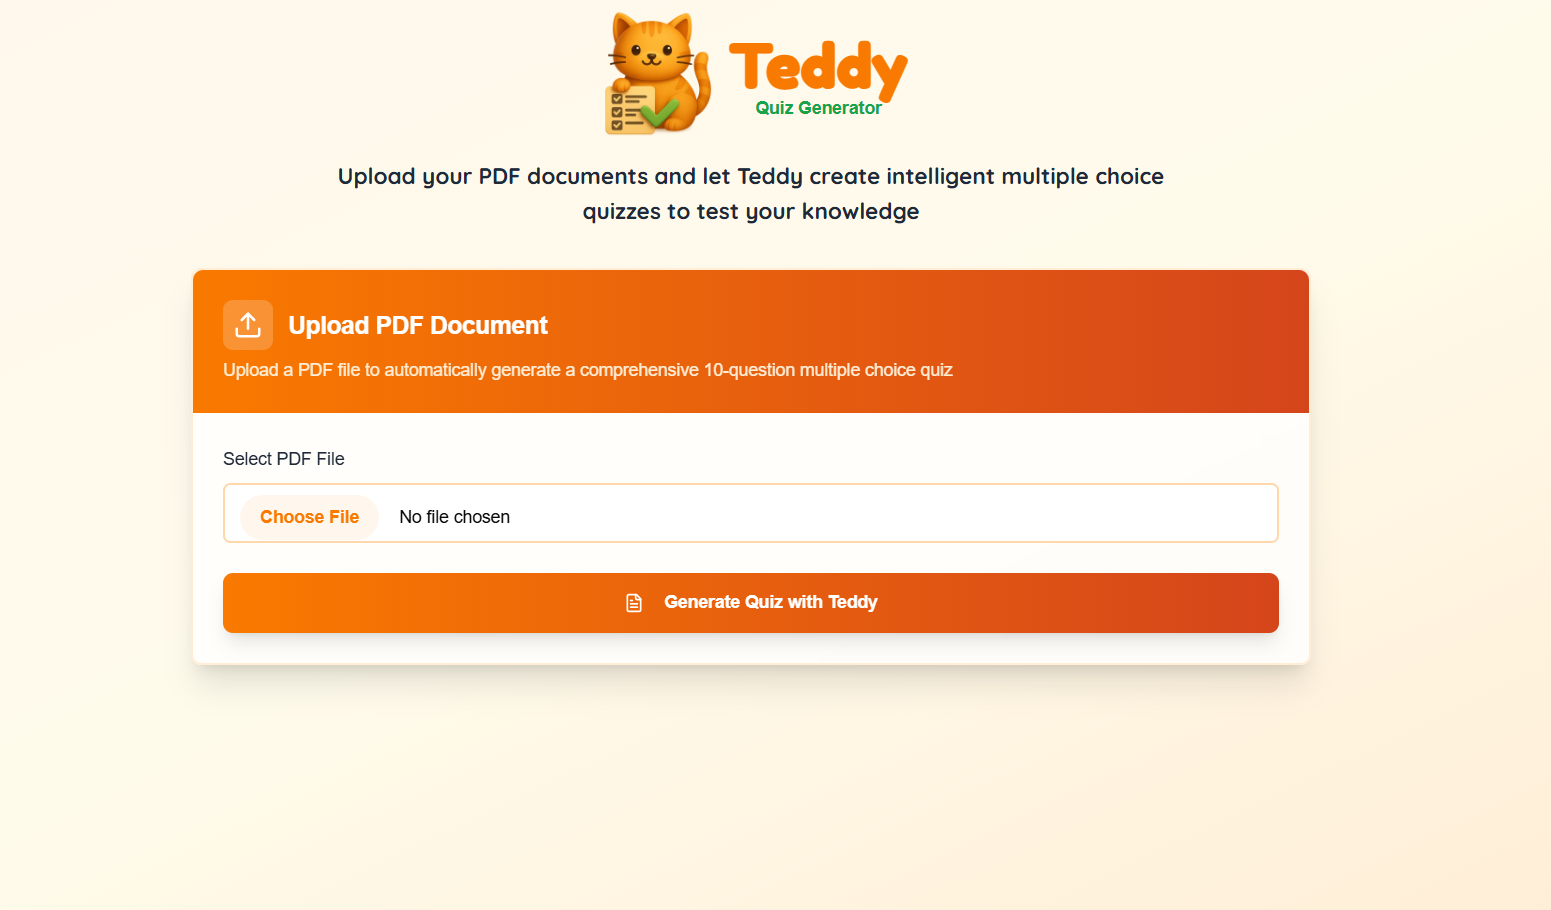 Teddy
Quiz Generator
Upload your PDF documents and let Teddy create intelligent multiple choice
quizzes to test your knowledge
Upload PDF Document
Upload a PDF file to automatically generate a comprehensive 10-question multiple choice quiz
Select PDF File
Choose File No file chosen
Generate Quiz with Teddy